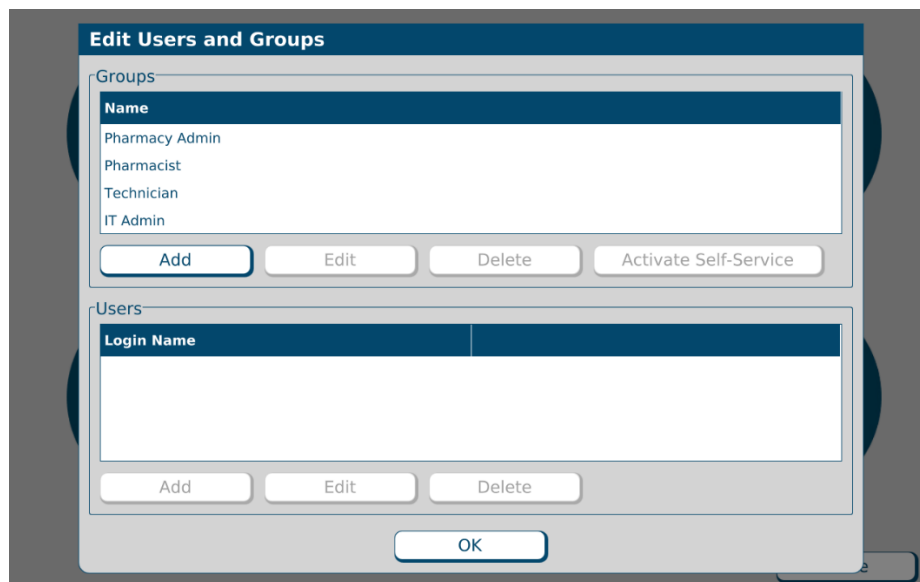 Edit Users and Groups
Groups
Name
Pharmacy Admin
Pharmacist
Technician
IT Admin
Add Edit Delete Activate Self-Service
Users
Login Name
Add Edit Delete
OK